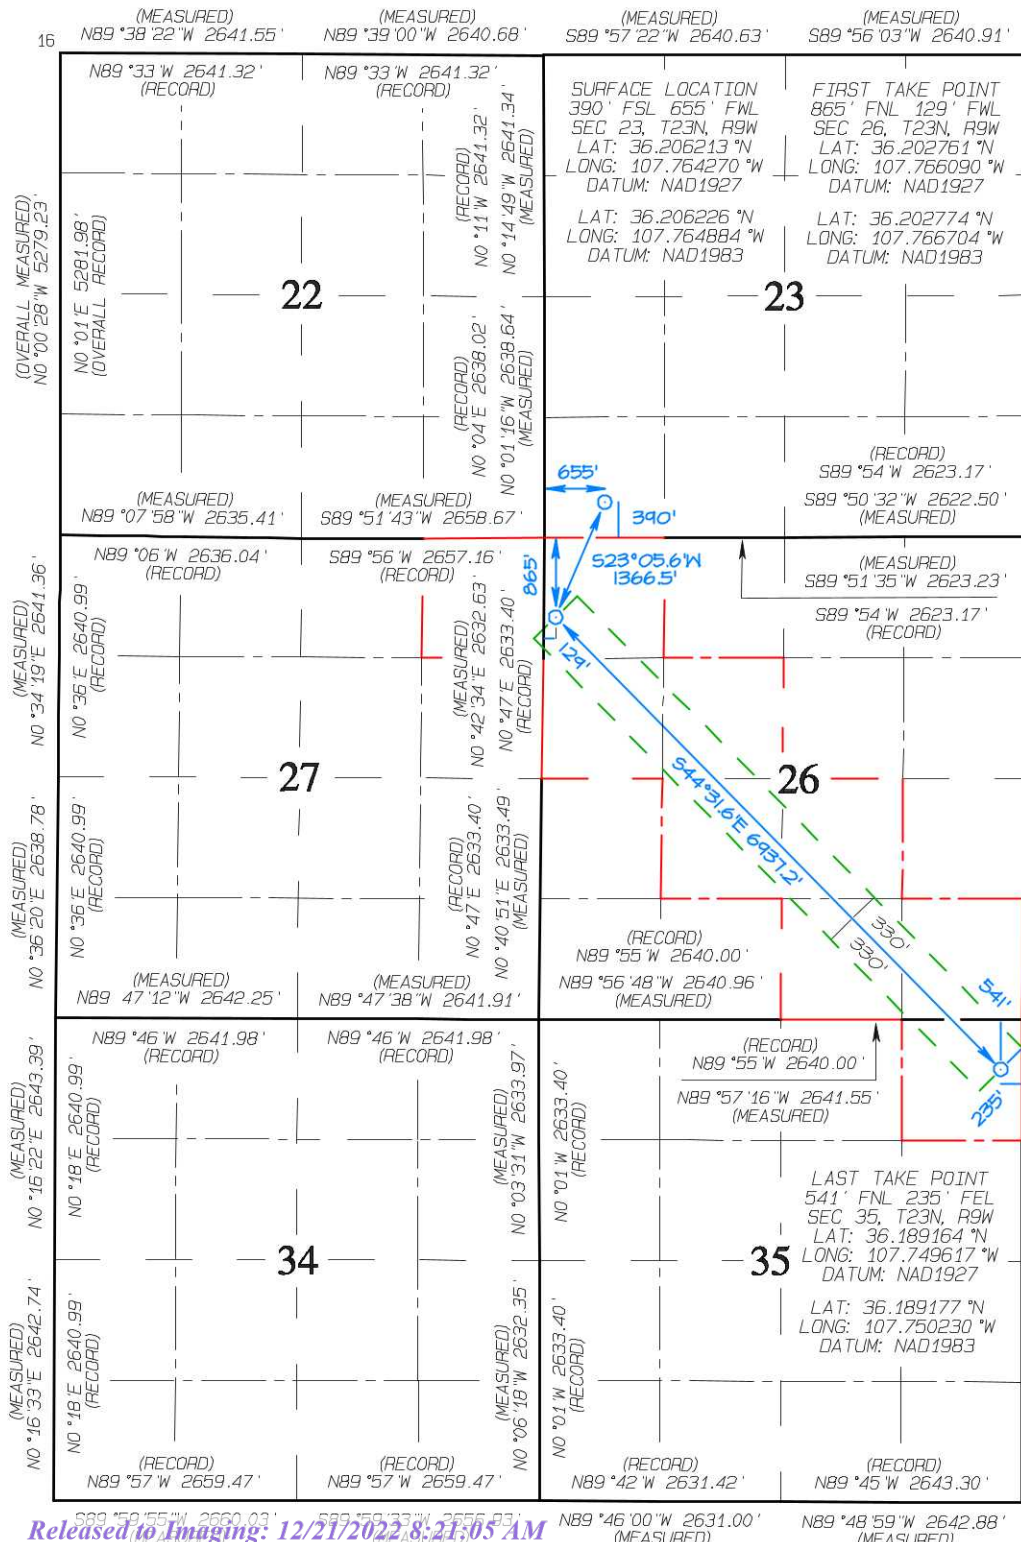 (MEASURED)
N89°38'22"W 2641.55'
(MEASURED)
N89°39'00"W 2640.68'
(MEASURED)
S89°57'22"W 2640.63'
(MEASURED)
S89°56'03"W 2640.91'
16
N89°33'W 2641.32'
(RECORD)
N89°33'W 2641.32'
(RECORD)
SURFACE LOCATION
390' FSL 655' FWL
SEC 23, T23N, R9W
LAT: 36.206213°N
LONG: 107.764270°W
DATUM: NAD1927
LAT: 36.206226°N
LONG: 107.764884°W
DATUM: NAD1983
FIRST TAKE POINT
865' FNL 129' FWL
SEC 26, T23N, R9W
LAT: 36.202761°N
LONG: 107.766090°W
DATUM: NAD1927
LAT: 36.202774°N
LONG: 107.766704°W
DATUM: NAD1983
(OVERALL MEASURED)
N0°00'28"W 5279.23'
N0°01'E 5281.98'
(OVERALL RECORD)
22
(RECORD)
N0°11'W 2641.32'
N0°14'49"W 2641.34'
(MEASURED)
23
(RECORD)
N0°04'E 2638.02'
N0°01'16"W 2638.64'
(MEASURED)
(RECORD)
S89°54'W 2623.17'
S89°50'32"W 2622.50'
(MEASURED)
655'
390'
(MEASURED)
N89°07'58"W 2635.41'
(MEASURED)
S89°51'43"W 2658.67'
N89°06'W 2636.04'
(RECORD)
S89°56'W 2657.16'
(RECORD)
865'
S23°05.6'W
1366.5'
(MEASURED)
S89°51'35"W 2623.23'
S89°54'W 2623.17'
(RECORD)
(MEASURED)
N0°34'19"E 2641.36'
N0°36'E 2640.99'
(RECORD)
(MEASURED)
N0°42'34"E 2632.63'
N0°47'E 2633.40'
(RECORD)
129'
27
26
S44°31.6'E 6937.2'
(MEASURED)
N0°36'20"E 2638.78'
N0°36'E 2640.99'
(RECORD)
(RECORD)
N0°47'E 2633.40'
N0°40'51"E 2633.49'
(MEASURED)
330'
330'
(RECORD)
N89°55'W 2640.00'
N89°56'48"W 2640.96'
(MEASURED)
(MEASURED)
N89 47'12"W 2642.25'
(MEASURED)
N89°47'38"W 2641.91'
541'
N89°46'W 2641.98'
(RECORD)
N89°46'W 2641.98'
(RECORD)
(RECORD)
N89°55'W 2640.00'
N89°57'16"W 2641.55'
(MEASURED)
235'
(MEASURED)
N0°16'22"E 2643.39'
N0°18'E 2640.99'
(RECORD)
(MEASURED)
N0°03'31"W 2633.97'
N0°01'W 2633.40'
(RECORD)
34
35
LAST TAKE POINT
541' FNL 235' FEL
SEC 35, T23N, R9W
LAT: 36.189164°N
LONG: 107.749617°W
DATUM: NAD1927
LAT: 36.189177°N
LONG: 107.750230°W
DATUM: NAD1983
(MEASURED)
N0°16'33"E 2642.74'
N0°18'E 2640.99'
(RECORD)
(MEASURED)
N0°06'18"W 2632.35'
N0°01'W 2633.40'
(RECORD)
(RECORD)
N89°57'W 2659.47'
(RECORD)
N89°57'W 2659.47'
(RECORD)
N89°42'W 2631.42'
(RECORD)
N89°45'W 2643.30'
Released to Imaging: 12/21/2022 8:21:05 AM
N89°46'00"W 2631.00'
(MEASURED)
N89°48'59"W 2642.88'
(MEASURED)